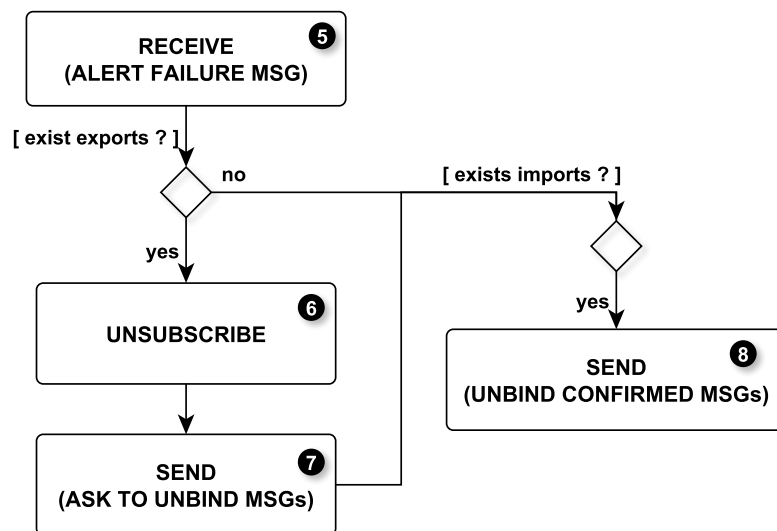 5
RECEIVE
(ALERT FAILURE MSG)
[ exist exports ? ]
no
[ exists imports ? ]
yes
6
UNSUBSCRIBE
yes
8
SEND
(UNBIND CONFIRMED MSGs)
7
SEND
(ASK TO UNBIND MSGs)